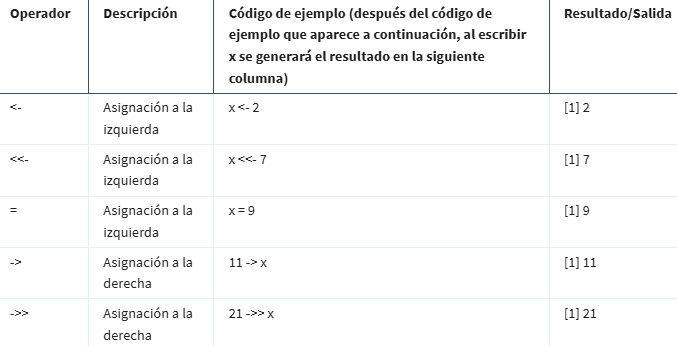 Operador Descripción Código de ejemplo (después del código de Resultado/Salida
ejemplo que aparece a continuación, al escribir
x se generará el resultado en la siguiente
columna)
<- Asignación a la x <- 2 [1] 2
izquierda
<<- Asignación a la x <<- 7 [1] 7
izquierda
= Asignación a la x = 9 [1] 9
izquierda
-> Asignación a la 11 -> x [1] 11
derecha
->> Asignación a la 21 ->> x [1] 21
derecha